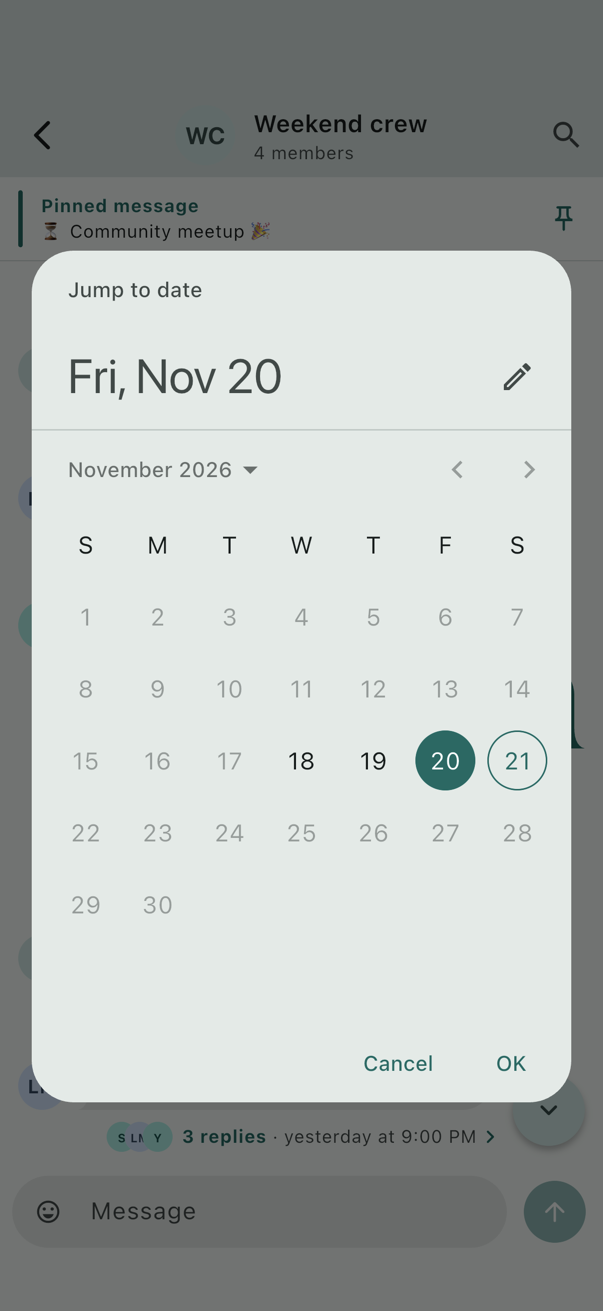 WC
Weekend crew
4 members
Pinned message
⏳ Community meetup 🎉
Jump to date
Fri, Nov 20
November 2026
S M T W T F S
1 2 3 4 5 6 7
8 9 10 11 12 13 14
15 16 17 18 19 20 21
22 23 24 25 26 27 28
29 30
Cancel OK
S LM Y 3 replies · yesterday at 9:00 PM
Message